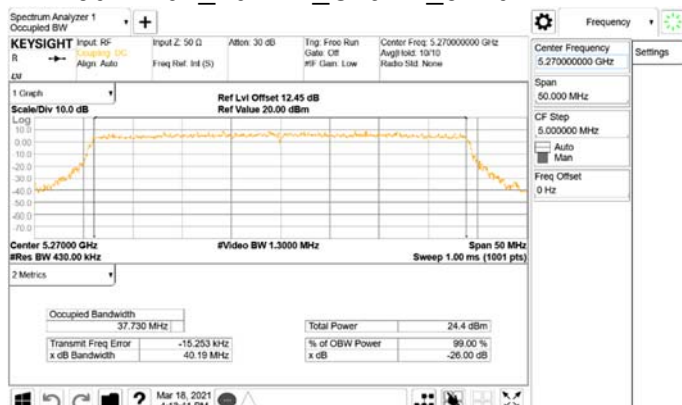 Spectrum Analyzer 1
Occupied BW
Frequency
KEYSIGHT
Input: RF
Coupling: DC
Align: Auto
Input Z: 50 Ω
Freq Ref: Int (S)
Atten: 30 dB
Trig: Free Run
Gate: Off
#IF Gain: Low
Center Freq: 5.270000000 GHz
Avg|Hold: 10/10
Radio Std: None
R
LXI
Center Frequency
5.270000000 GHz
Settings
Span
50.000 MHz
CF Step
5.000000 MHz
Auto
Man
Freq Offset
0 Hz
1 Graph
Scale/Div 10.0 dB
Ref Lvl Offset 12.45 dB
Ref Value 20.00 dBm
Log
10.0
0.00
-10.0
-20.0
-30.0
-40.0
-50.0
-60.0
-70.0
Center 5.27000 GHz
#Res BW 430.00 kHz
#Video BW 1.3000 MHz
Span 50 MHz
Sweep 1.00 ms (1001 pts)
2 Metrics
Occupied Bandwidth
37.730 MHz
Total Power 24.4 dBm
Transmit Freq Error -15.253 kHz
% of OBW Power 99.00 %
x dB Bandwidth 40.19 MHz
x dB -26.00 dB
?
Mar 18, 2021